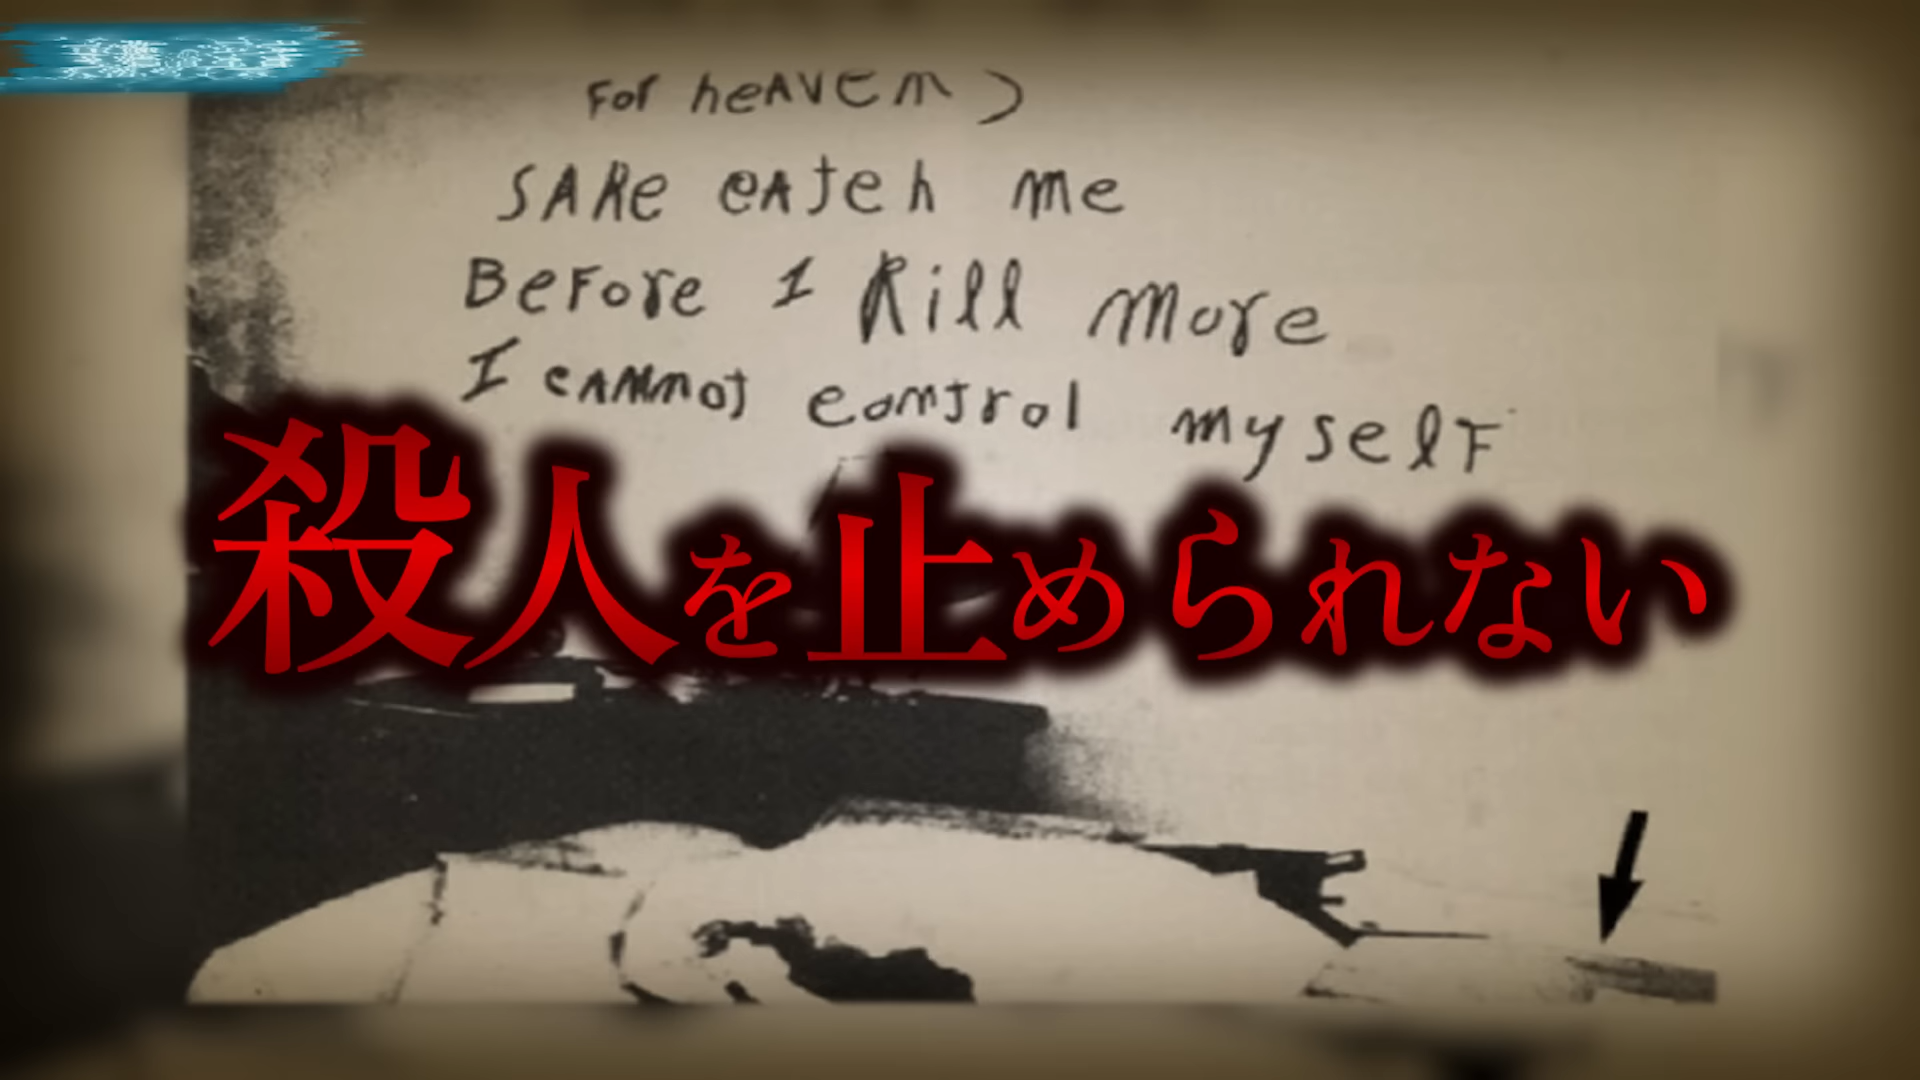 For heAVEn
SAKe cATch me
BeFore I Kill More
I cannot control myself
殺人を止められない